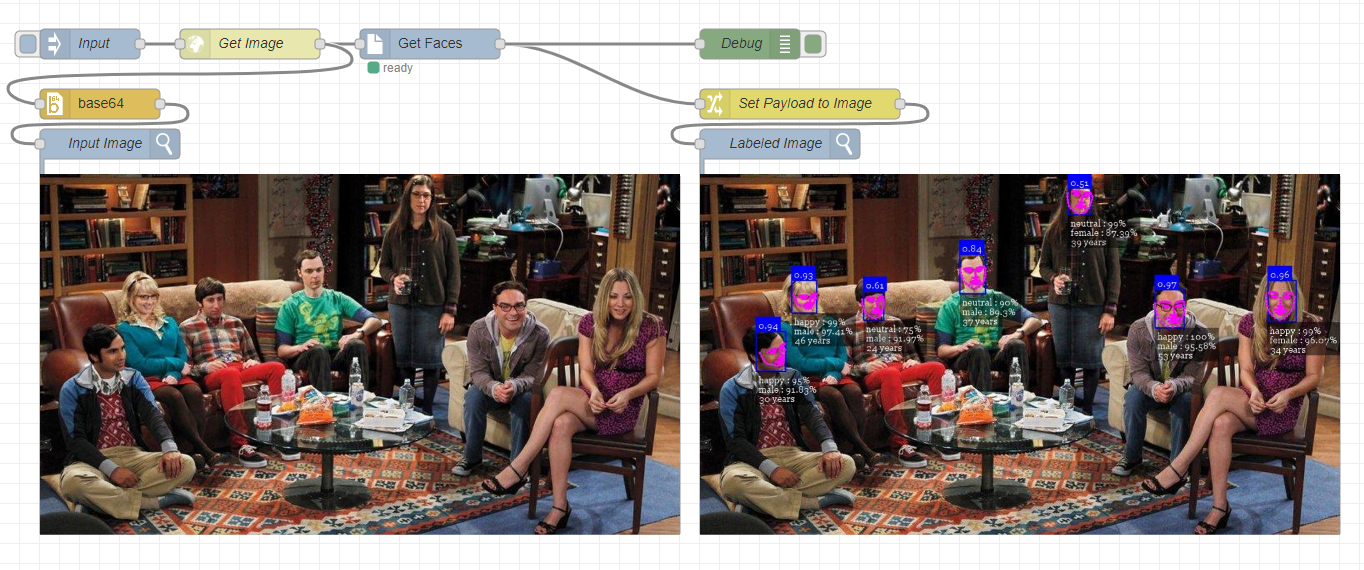 Input
Get Image
Get Faces
Debug
ready
64
b
base64
Set Payload to Image
Input Image
Labeled Image
0.51
neutral : 99%
female : 87.39%
39 years
0.84
neutral : 90%
male : 89.3%
37 years
0.93
happy : 99%
male : 97.41%
46 years
0.61
neutral : 75%
male : 91.97%
24 years
0.97
happy : 100%
male : 95.58%
53 years
0.96
happy : 99%
female : 96.07%
34 years
0.94
happy : 95%
male : 91.83%
30 years